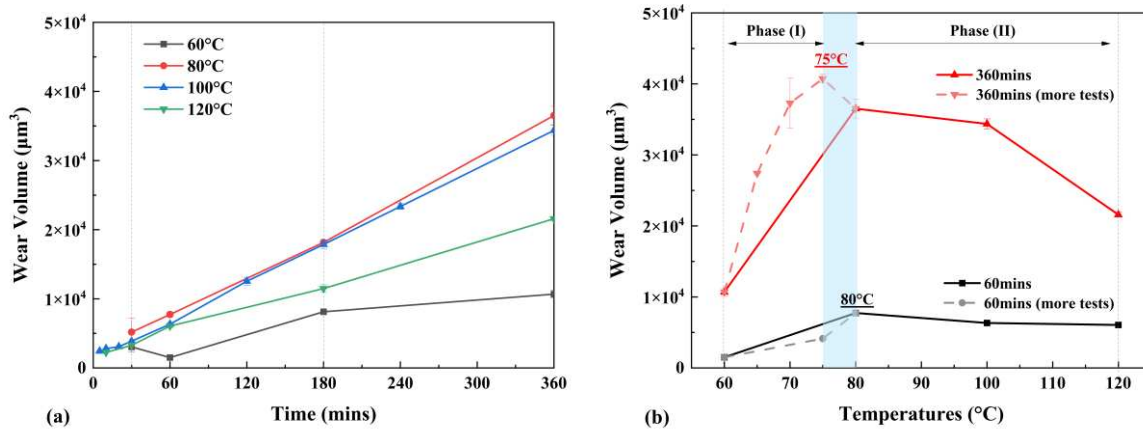 5×10⁴
4×10⁴
3×10⁴
2×10⁴
1×10⁴
0
Wear Volume (μm³)
60°C
80°C
100°C
120°C
0 60 120 180 240 300 360
(a)
Time (mins)
5×10⁴
4×10⁴
3×10⁴
2×10⁴
1×10⁴
0
Wear Volume (μm³)
Phase (I)
Phase (II)
75°C
360mins
360mins (more tests)
80°C
60mins
60mins (more tests)
60 70 80 90 100 110 120
(b)
Temperatures (°C)